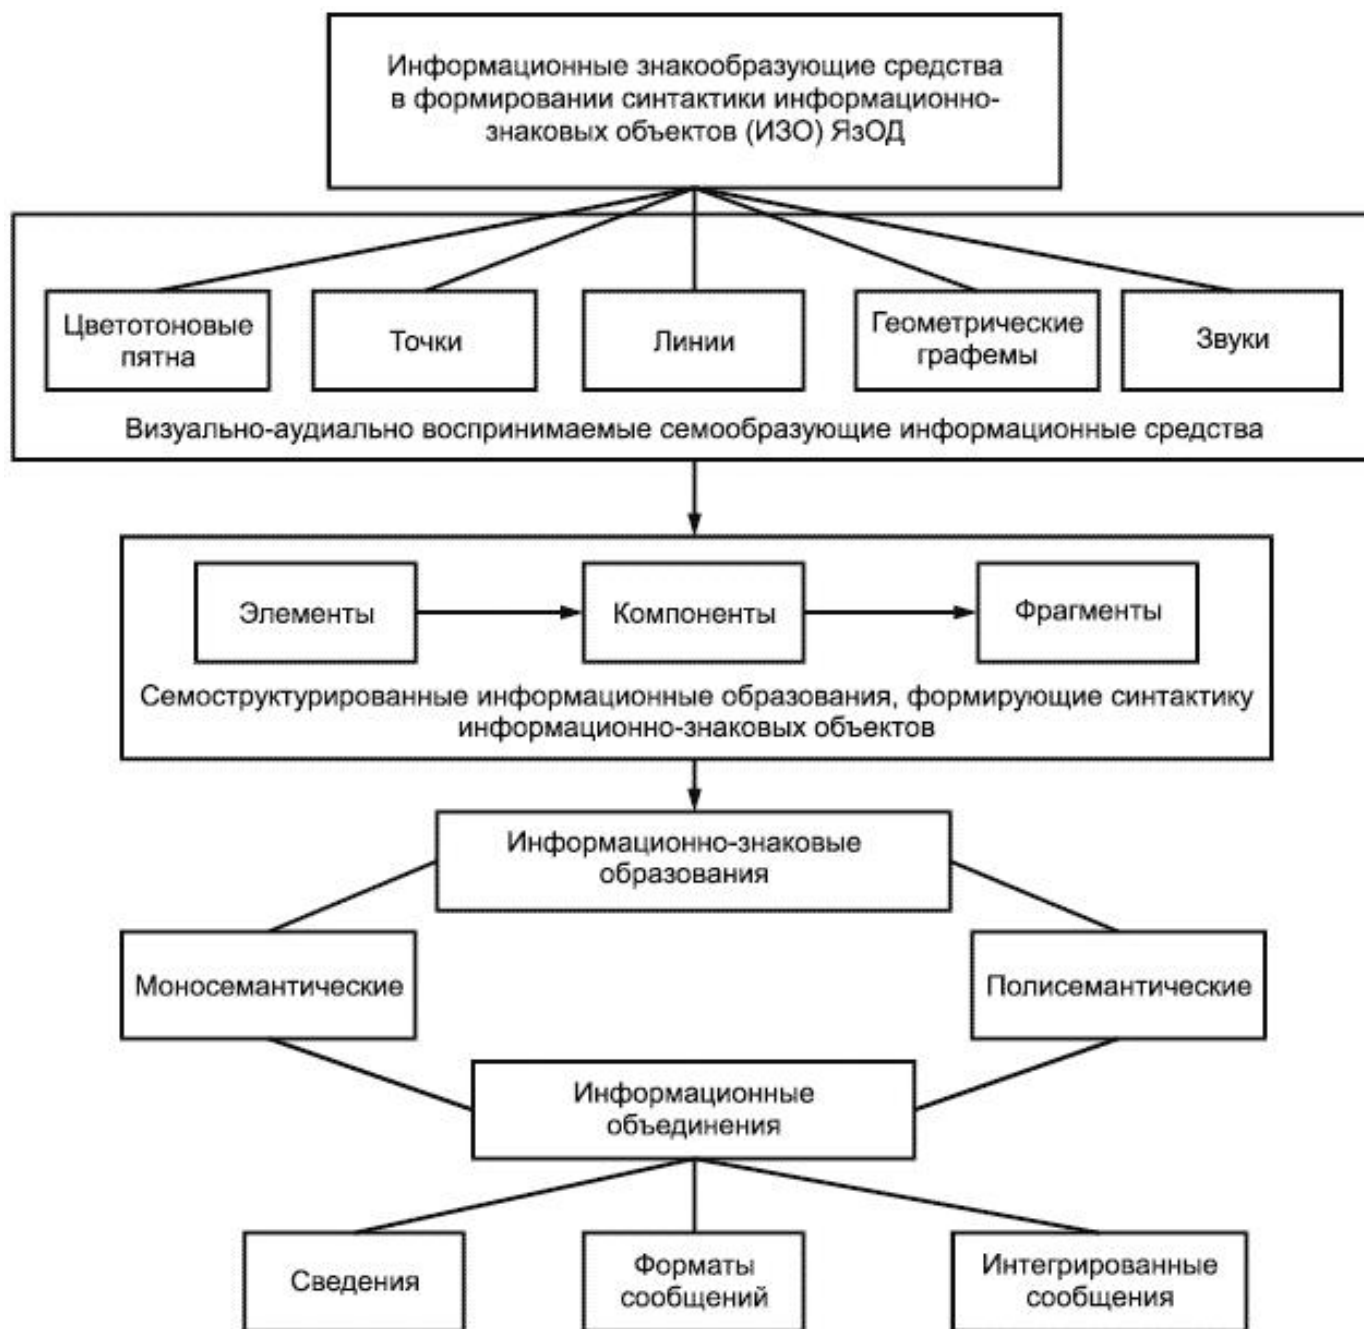 Информационные знакообразующие средства
в формировании синтактики информационно-
знаковых объектов (ИЗО) ЯзОД
Цветотоновые
пятна
Точки
Линии
Геометрические
графемы
Звуки
Визуально-аудиально воспринимаемые семообразующие информационные средства
Элементы
Компоненты
Фрагменты
Семоструктурированные информационные образования, формирующие синтактику
информационно-знаковых объектов
Информационно-знаковые
образования
Моносемантические
Полисемантические
Информационные
объединения
Сведения
Форматы
сообщений
Интегрированные
сообщения